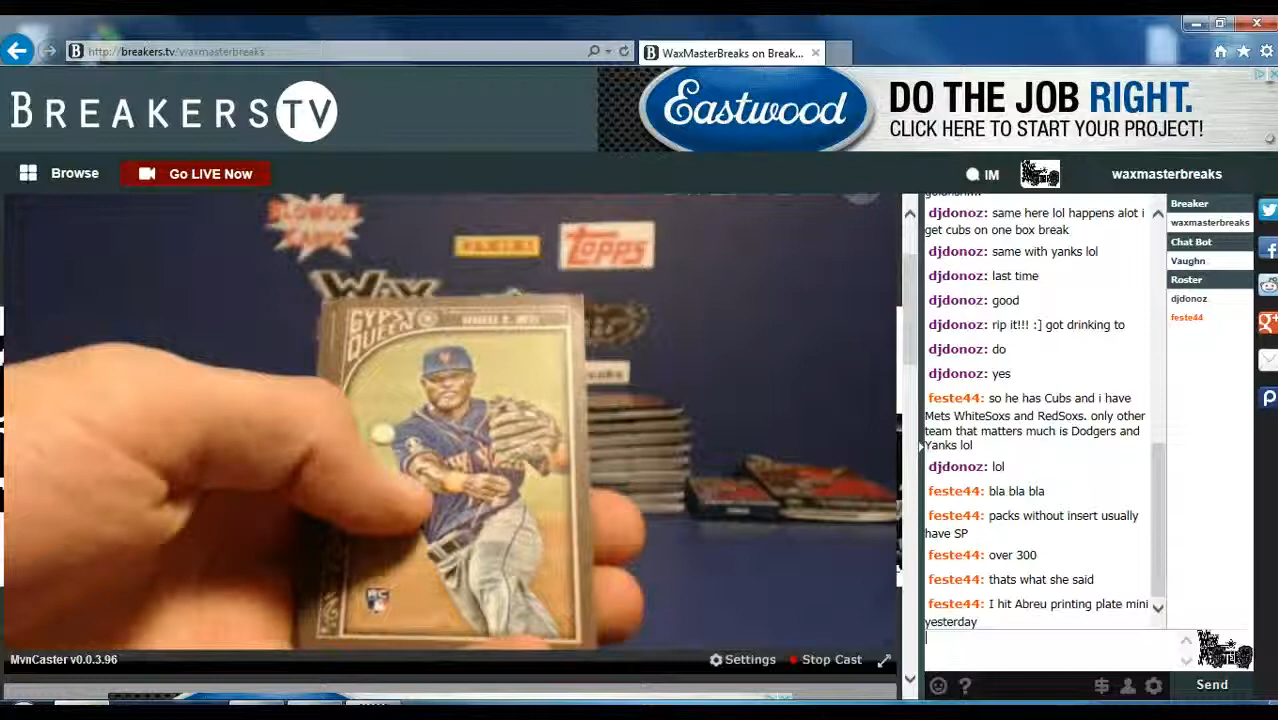 http://breakers.tv/waxmasterbreaks
B WaxMasterBreaks on Break...
BREAKERS TV
Eastwood
DO THE JOB RIGHT.
CLICK HERE TO START YOUR PROJECT!
Browse
Go LIVE Now
IM
waxmasterbreaks
BLOWOUT
CARDS
PANINI
TOPPS
WAX
GYPSY
QUEEN
djdonoz: same here lol happens alot i
get cubs on one box break
djdonoz: same with yanks lol
djdonoz: last time
djdonoz: good
djdonoz: rip it!!! :] got drinking to
djdonoz: do
djdonoz: yes
feste44: so he has Cubs and i have
Mets WhiteSoxs and RedSoxs. only other
team that matters much is Dodgers and
Yanks lol
djdonoz: lol
feste44: bla bla bla
feste44: packs without insert usually
have SP
feste44: over 300
feste44: thats what she said
feste44: I hit Abreu printing plate mini
yesterday
Breaker
waxmasterbreaks
Chat Bot
Vaughn
Roster
djdonoz
feste44
MvnCaster v0.0.3.96
Settings
Stop Cast
Send